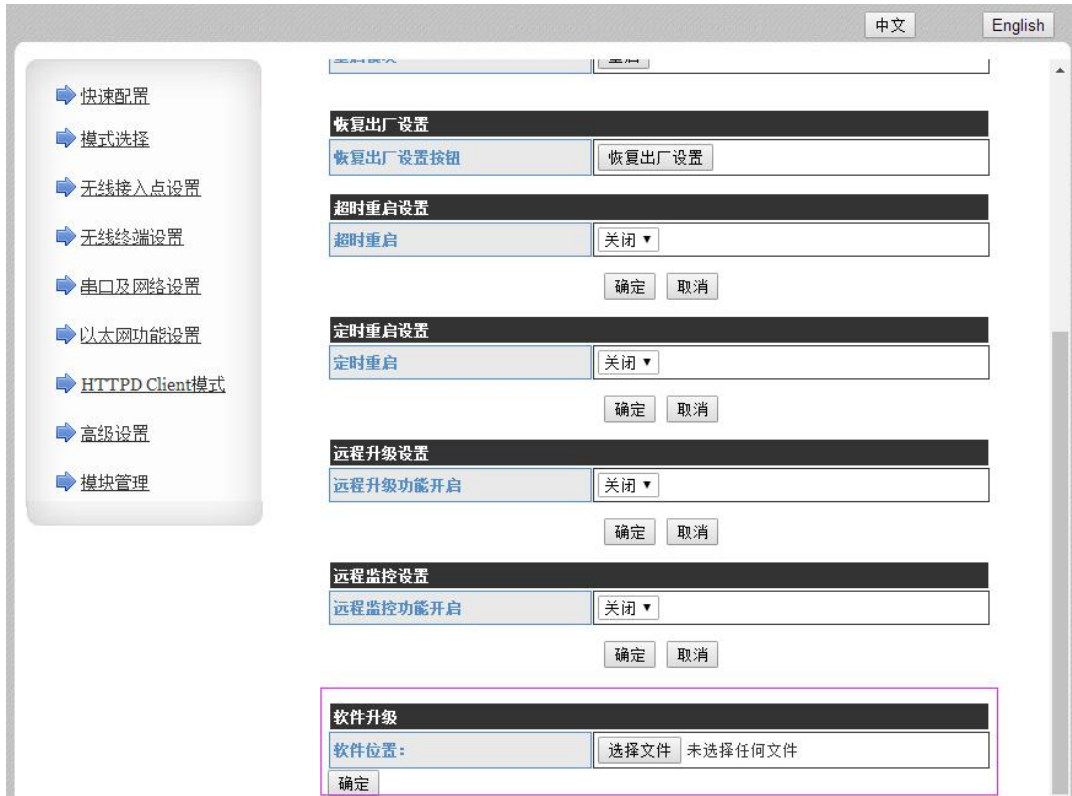 中文 English
快速配置
模式选择
无线接入点设置
无线终端设置
串口及网络设置
以太网功能设置
HTTPD Client模式
高级设置
模块管理
恢复出厂设置
恢复出厂设置按钮 恢复出厂设置
超时重启设置
超时重启 关闭
确定 取消
定时重启设置
定时重启 关闭
确定 取消
远程升级设置
远程升级功能开启 关闭
确定 取消
远程监控设置
远程监控功能开启 关闭
确定 取消
软件升级
软件位置: 选择文件 未选择任何文件
确定